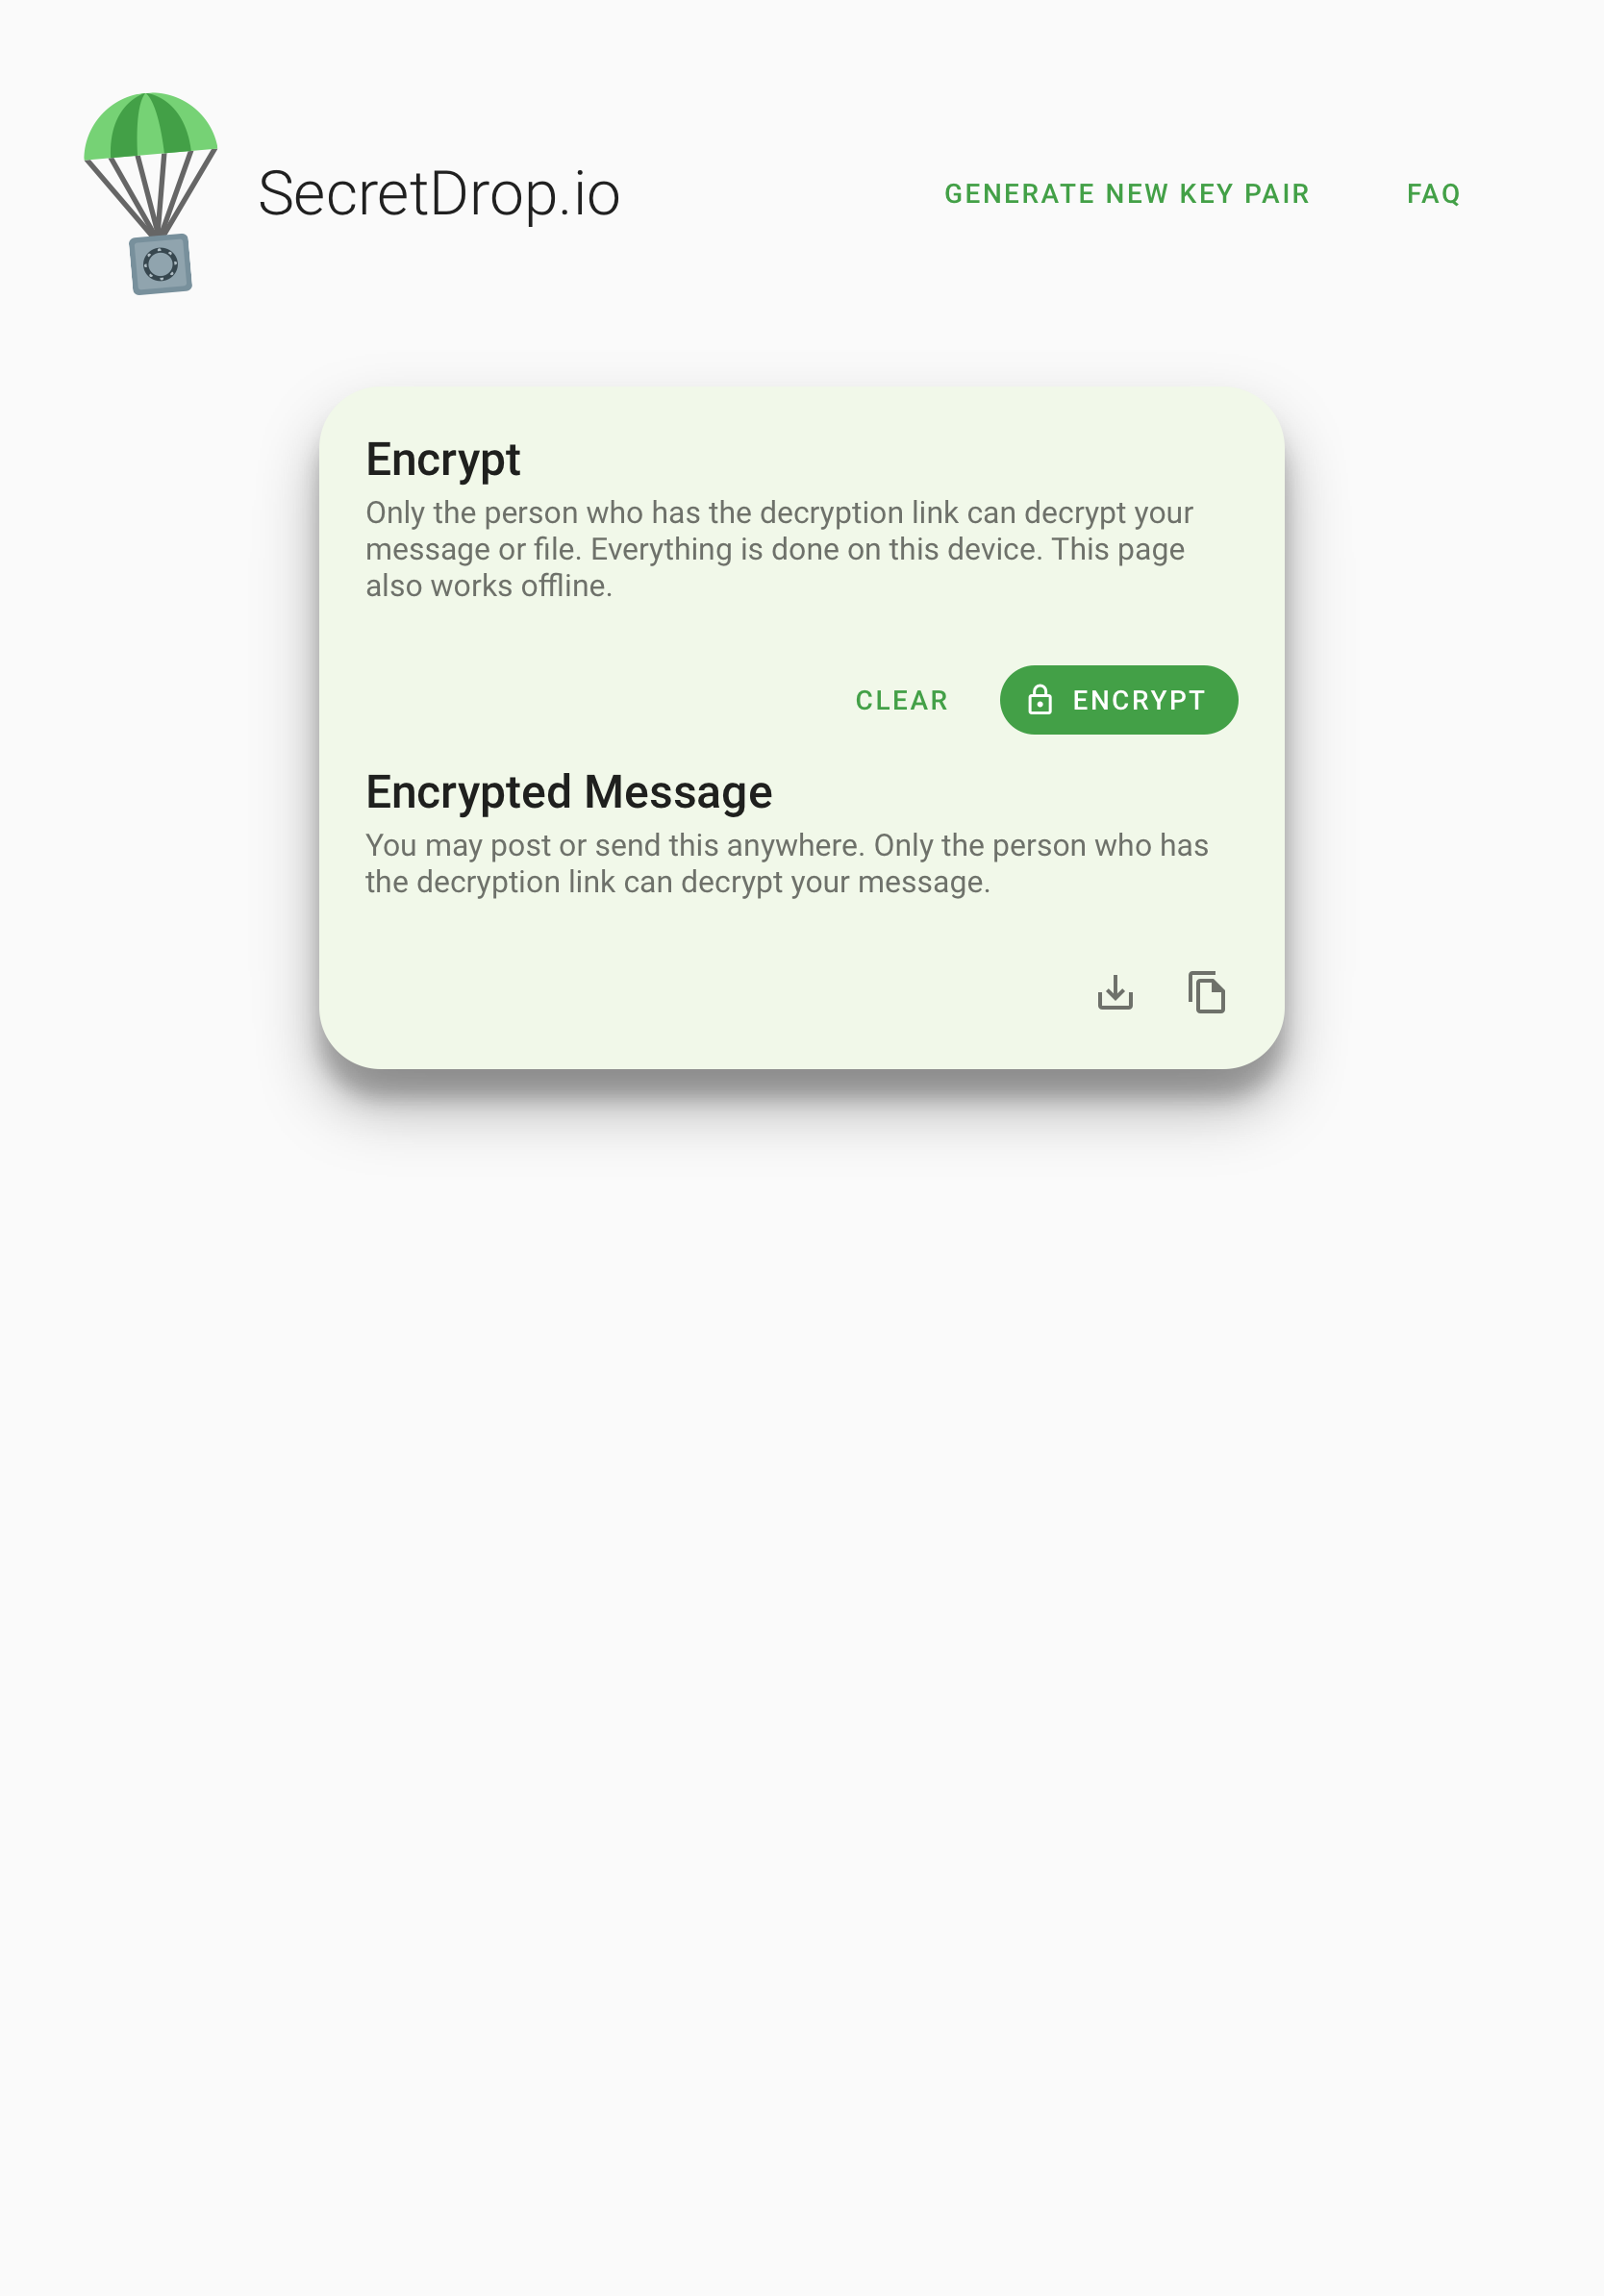 SecretDrop.io
GENERATE NEW KEY PAIR
FAQ
Encrypt
Only the person who has the decryption link can decrypt your
message or file. Everything is done on this device. This page
also works offline.
CLEAR
ENCRYPT
Encrypted Message
You may post or send this anywhere. Only the person who has
the decryption link can decrypt your message.